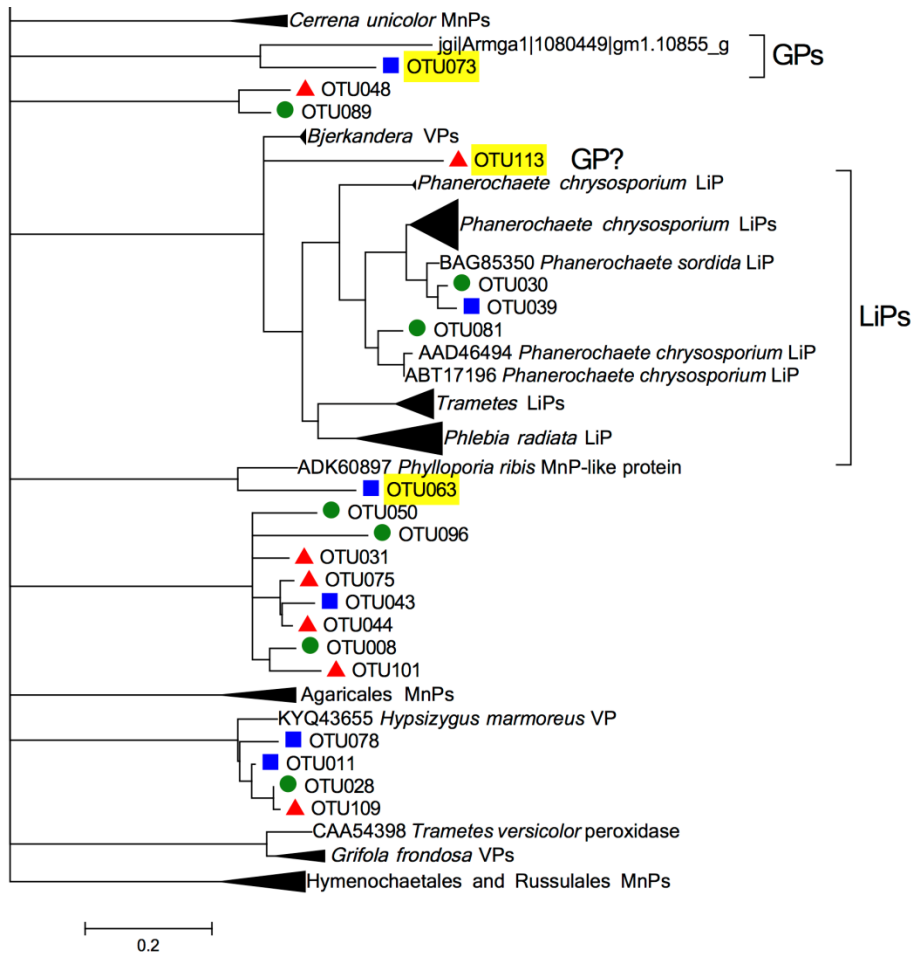 Cerrena unicolor MnPs
jgi|Armga1|1080449|gm1.10855_g
GPs
OTU073
OTU048
OTU089
Bjerkandera VPs
OTU113 GP?
Phanerochaete chrysosporium LiP
Phanerochaete chrysosporium LiPs
BAG85350 Phanerochaete sordida LiP
OTU030
OTU039
LiPs
OTU081
AAD46494 Phanerochaete chrysosporium LiP
ABT17196 Phanerochaete chrysosporium LiP
Trametes LiPs
Phlebia radiata LiP
ADK60897 Phylloporia ribis MnP-like protein
OTU063
OTU050
OTU096
OTU031
OTU075
OTU043
OTU044
OTU008
OTU101
Agaricales MnPs
KYQ43655 Hypsizygus marmoreus VP
OTU078
OTU011
OTU028
OTU109
CAA54398 Trametes versicolor peroxidase
Grifola frondosa VPs
Hymenochaetales and Russulales MnPs
0.2